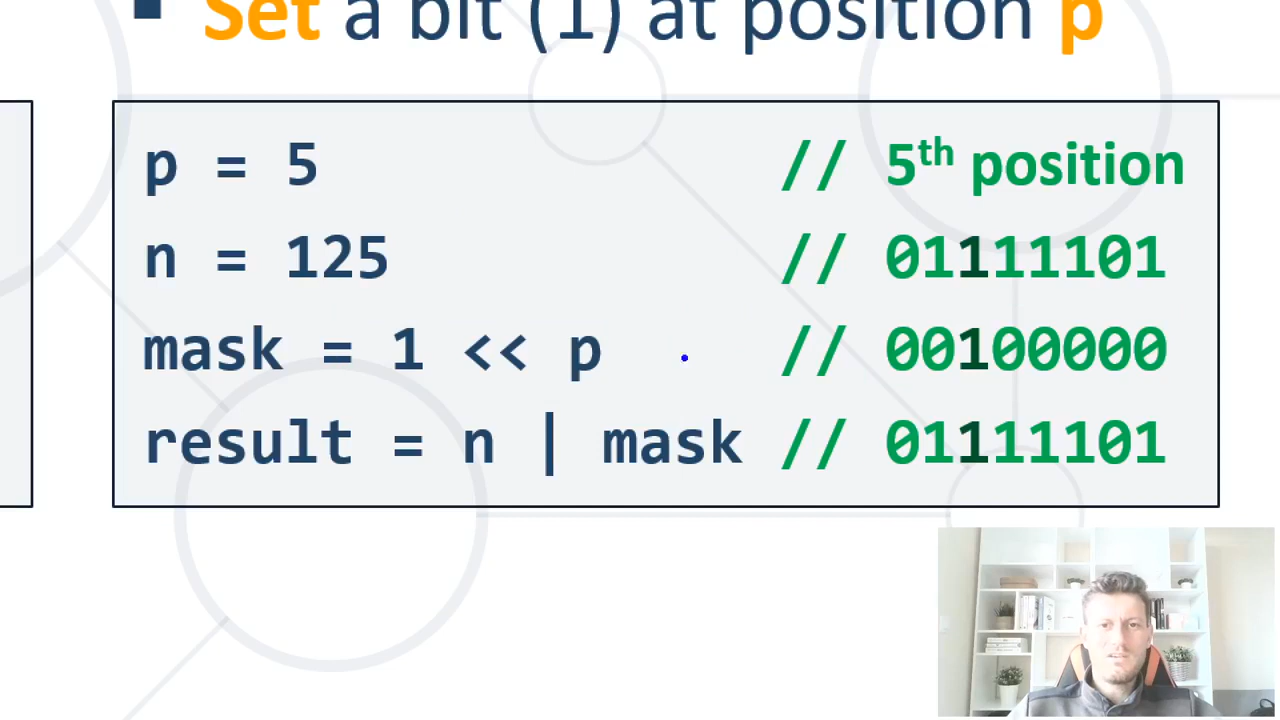 Set a bit (1) at position p
p = 5 // 5th position
n = 125 // 01111101
mask = 1 << p // 00100000
result = n | mask // 01111101